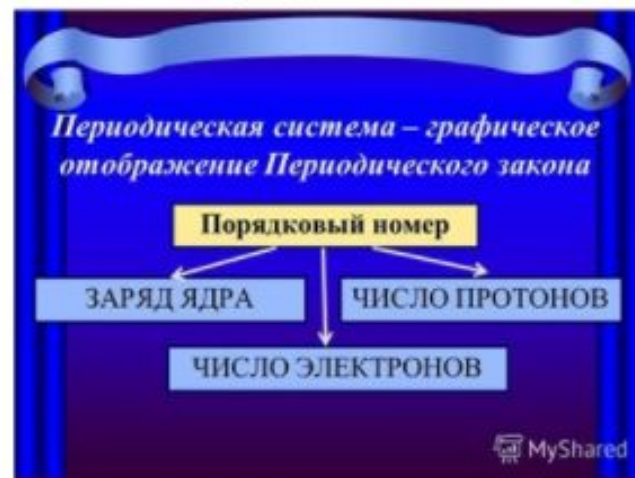 Периодическая система – графическое
отображение Периодического закона
Порядковый номер
ЗАРЯД ЯДРА
ЧИСЛО ПРОТОНОВ
ЧИСЛО ЭЛЕКТРОНОВ
MyShared